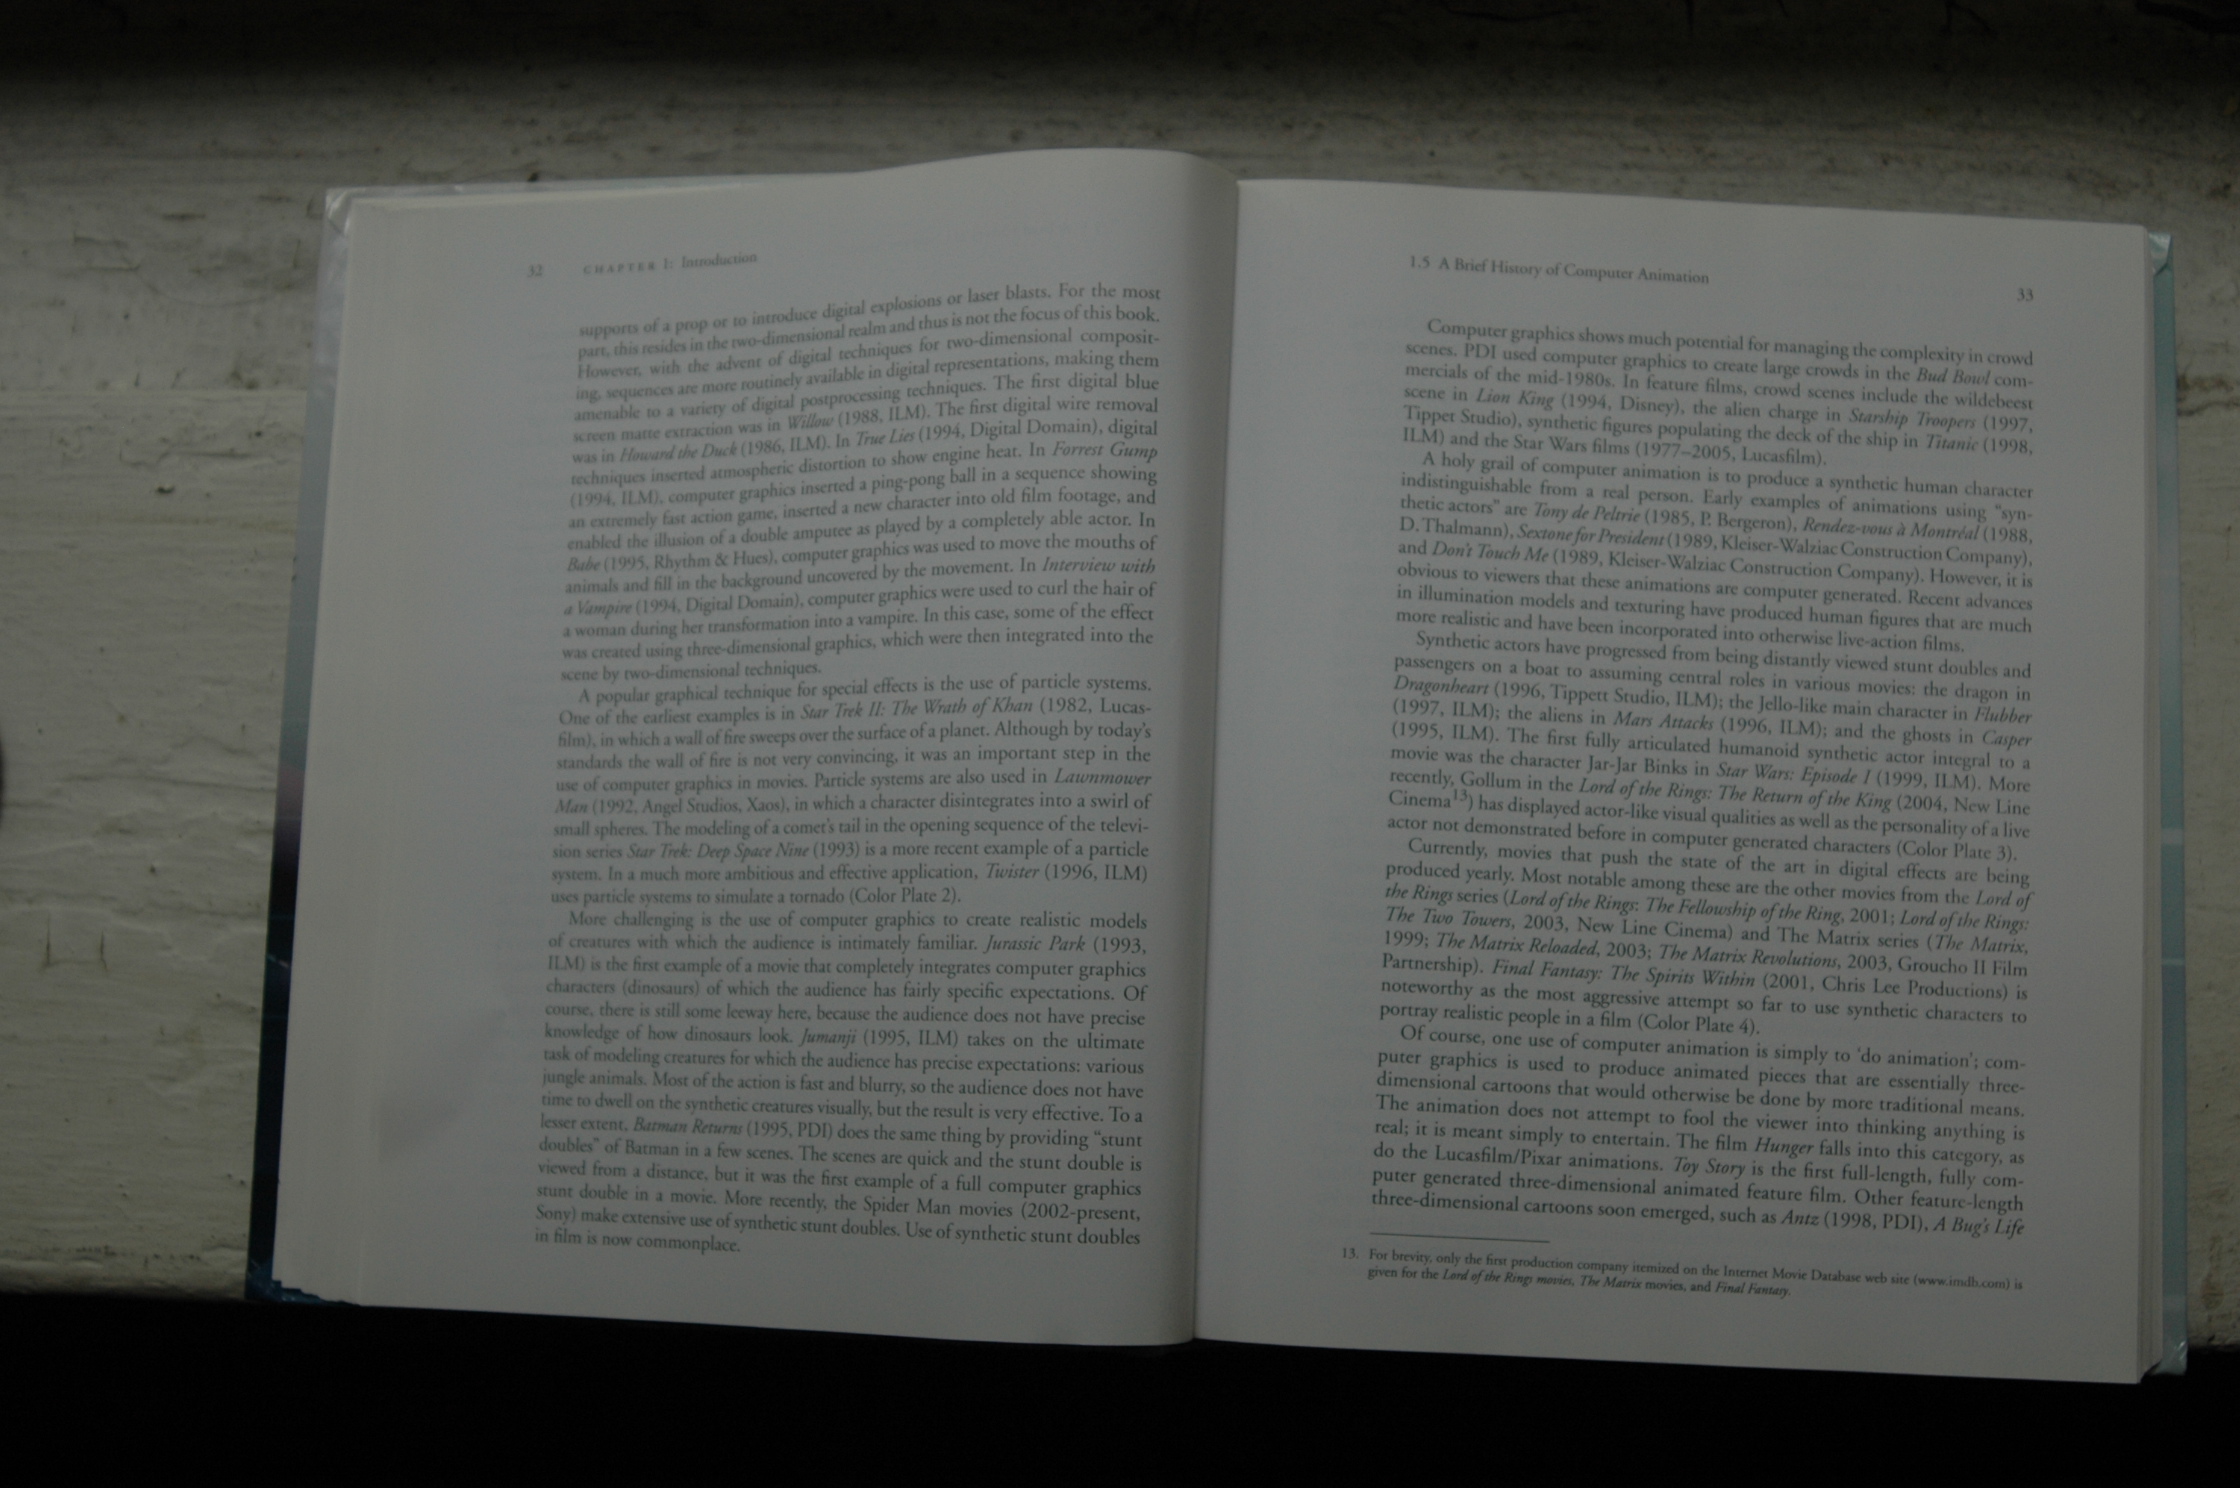 32 CHAPTER 1: Introduction
supports of a prop or to introduce digital explosions or laser blasts. For the most
part, this resides in the two-dimensional realm and thus is not the focus of this book.
However, with the advent of digital techniques for two-dimensional composit-
ing, sequences are more routinely available in digital representations, making them
amenable to a variety of digital postprocessing techniques. The first digital blue
screen matte extraction was in Willow (1988, ILM). The first digital wire removal
was in Howard the Duck (1986, ILM). In True Lies (1994, Digital Domain), digital
techniques inserted atmospheric distortion to show engine heat. In Forrest Gump
(1994, ILM), computer graphics inserted a ping-pong ball in a sequence showing
an extremely fast action game, inserted a new character into old film footage, and
enabled the illusion of a double amputee as played by a completely able actor. In
Babe (1995, Rhythm & Hues), computer graphics was used to move the mouths of
animals and fill in the background uncovered by the movement. In Interview with
a Vampire (1994, Digital Domain), computer graphics were used to curl the hair of
a woman during her transformation into a vampire. In this case, some of the effect
was created using three-dimensional graphics, which were then integrated into the
scene by two-dimensional techniques.
A popular graphical technique for special effects is the use of particle systems.
One of the earliest examples is in Star Trek II: The Wrath of Khan (1982, Lucas-
film), in which a wall of fire sweeps over the surface of a planet. Although by today's
standards the wall of fire is not very convincing, it was an important step in the
use of computer graphics in movies. Particle systems are also used in Lawnmower
Man (1992, Angel Studios, Xaos), in which a character disintegrates into a swirl of
small spheres. The modeling of a comet's tail in the opening sequence of the televi-
sion series Star Trek: Deep Space Nine (1993) is a more recent example of a particle
system. In a much more ambitious and effective application, Twister (1996, ILM)
uses particle systems to simulate a tornado (Color Plate 2).
More challenging is the use of computer graphics to create realistic models
of creatures with which the audience is intimately familiar. Jurassic Park (1993,
ILM) is the first example of a movie that completely integrates computer graphics
characters (dinosaurs) of which the audience has fairly specific expectations. Of
course, there is still some leeway here, because the audience does not have precise
knowledge of how dinosaurs look. Jumanji (1995, ILM) takes on the ultimate
task of modeling creatures for which the audience has precise expectations: various
jungle animals. Most of the action is fast and blurry, so the audience does not have
time to dwell on the synthetic creatures visually, but the result is very effective. To a
lesser extent, Batman Returns (1995, PDI) does the same thing by providing "stunt
doubles" of Batman in a few scenes. The scenes are quick and the stunt double is
viewed from a distance, but it was the first example of a full computer graphics
stunt double in a movie. More recently, the Spider Man movies (2002-present,
Sony) make extensive use of synthetic stunt doubles. Use of synthetic stunt doubles
in film is now commonplace.
1.5 A Brief History of Computer Animation
33
Computer graphics shows much potential for managing the complexity in crowd
scenes. PDI used computer graphics to create large crowds in the Bud Bowl com-
mercials of the mid-1980s. In feature films, crowd scenes include the wildebeest
scene in Lion King (1994, Disney), the alien charge in Starship Troopers (1997,
Tippet Studio), synthetic figures populating the deck of the ship in Titanic (1998,
ILM) and the Star Wars films (1977–2005, Lucasfilm).
A holy grail of computer animation is to produce a synthetic human character
indistinguishable from a real person. Early examples of animations using "syn-
thetic actors" are Tony de Peltrie (1985, P. Bergeron), Rendez-vous à Montréal (1988,
D. Thalmann), Sextone for President (1989, Kleiser-Walziac Construction Company),
and Don't Touch Me (1989, Kleiser-Walziac Construction Company). However, it is
obvious to viewers that these animations are computer generated. Recent advances
in illumination models and texturing have produced human figures that are much
more realistic and have been incorporated into otherwise live-action films.
Synthetic actors have progressed from being distantly viewed stunt doubles and
passengers on a boat to assuming central roles in various movies: the dragon in
Dragonheart (1996, Tippett Studio, ILM); the Jello-like main character in Flubber
(1997, ILM); the aliens in Mars Attacks (1996, ILM); and the ghosts in Casper
(1995, ILM). The first fully articulated humanoid synthetic actor integral to a
movie was the character Jar-Jar Binks in Star Wars: Episode I (1999, ILM). More
recently, Gollum in the Lord of the Rings: The Return of the King (2004, New Line
Cinema13) has displayed actor-like visual qualities as well as the personality of a live
actor not demonstrated before in computer generated characters (Color Plate 3).
Currently, movies that push the state of the art in digital effects are being
produced yearly. Most notable among these are the other movies from the Lord of
the Rings series (Lord of the Rings: The Fellowship of the Ring, 2001; Lord of the Rings:
The Two Towers, 2003, New Line Cinema) and The Matrix series (The Matrix,
1999; The Matrix Reloaded, 2003; The Matrix Revolutions, 2003, Groucho II Film
Partnership). Final Fantasy: The Spirits Within (2001, Chris Lee Productions) is
noteworthy as the most aggressive attempt so far to use synthetic characters to
portray realistic people in a film (Color Plate 4).
Of course, one use of computer animation is simply to 'do animation'; com-
puter graphics is used to produce animated pieces that are essentially three-
dimensional cartoons that would otherwise be done by more traditional means.
The animation does not attempt to fool the viewer into thinking anything is
real; it is meant simply to entertain. The film Hunger falls into this category, as
do the Lucasfilm/Pixar animations. Toy Story is the first full-length, fully com-
puter generated three-dimensional animated feature film. Other feature-length
three-dimensional cartoons soon emerged, such as Antz (1998, PDI), A Bug's Life
13. For brevity, only the first production company itemized on the Internet Movie Database web site (www.imdb.com) is
given for the Lord of the Rings movies, The Matrix movies, and Final Fantasy.